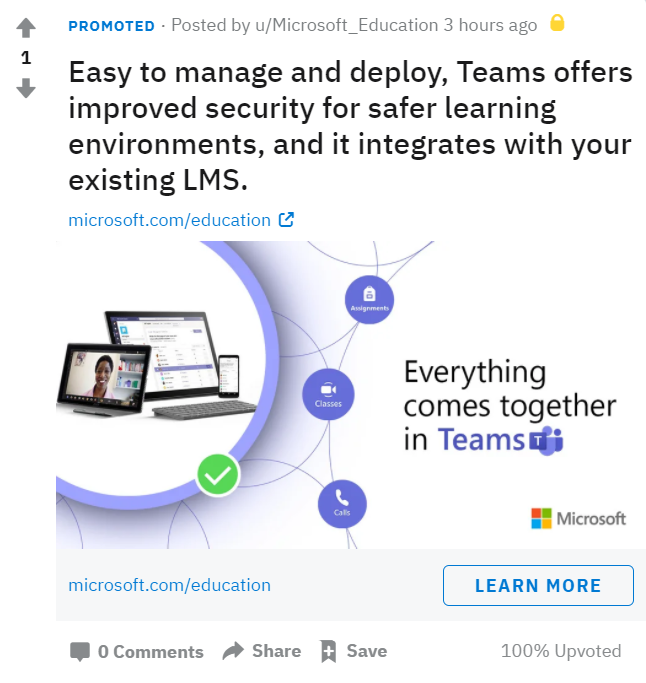 PROMOTED · Posted by u/Microsoft_Education 3 hours ago
1
Easy to manage and deploy, Teams offers
improved security for safer learning
environments, and it integrates with your
existing LMS.
microsoft.com/education
Assignments
Classes
Calls
Everything
comes together
in Teams
T
Microsoft
microsoft.com/education
LEARN MORE
0 Comments Share Save 100% Upvoted